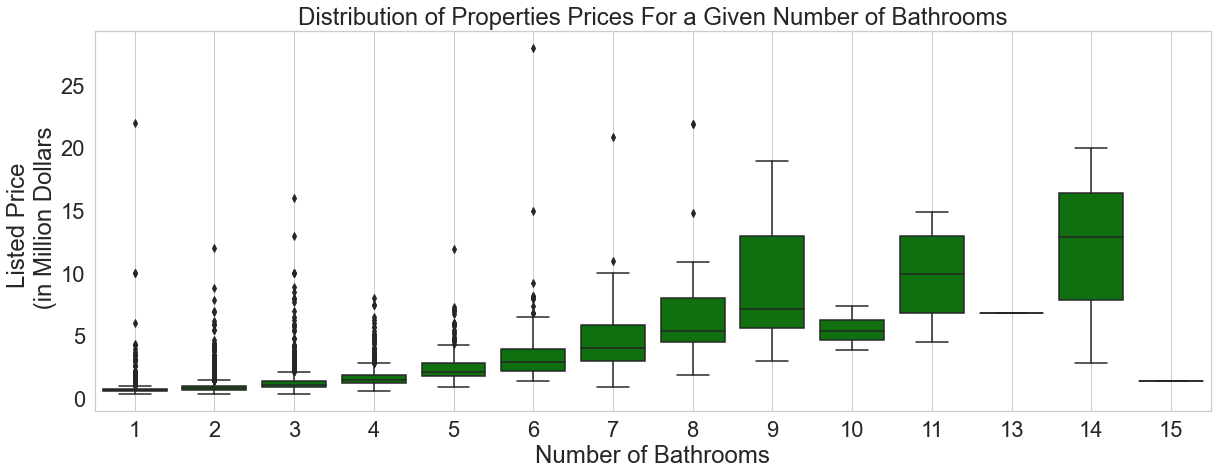 Distribution of Properties Prices For a Given Number of Bathrooms
Listed Price
(in Million Dollars
25
20
15
10
5
0
1 2 3 4 5 6 7 8 9 10 11 13 14 15
Number of Bathrooms